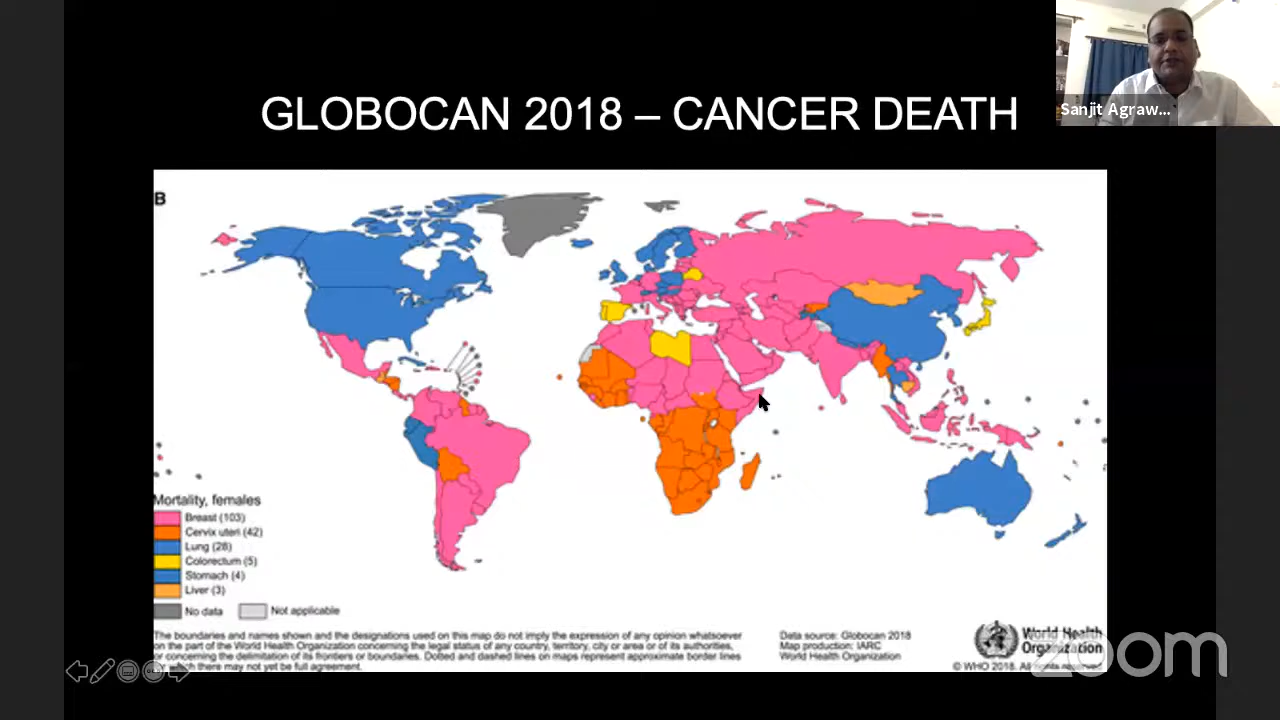 Sanjit Agraw...
GLOBOCAN 2018 – CANCER DEATH
B
Mortality, females
Breast (103)
Cervix uteri (42)
Lung (28)
Colorectum (5)
Stomach (4)
Liver (3)
No data
Not applicable
The boundaries and names shown and the designations used on this map do not imply the expression of any opinion whatsoever
on the part of the World Health Organization concerning the legal status of any country, territory, city or area or of its authorities,
or concerning the delimitation of its frontiers or boundaries. Dotted and dashed lines on maps represent approximate border lines
which there may not yet be full agreement.
Data source: Globocan 2018
Map production: IARC
World Health Organization
World Health
Organization
© WHO 2018. All rights reserved
zoom